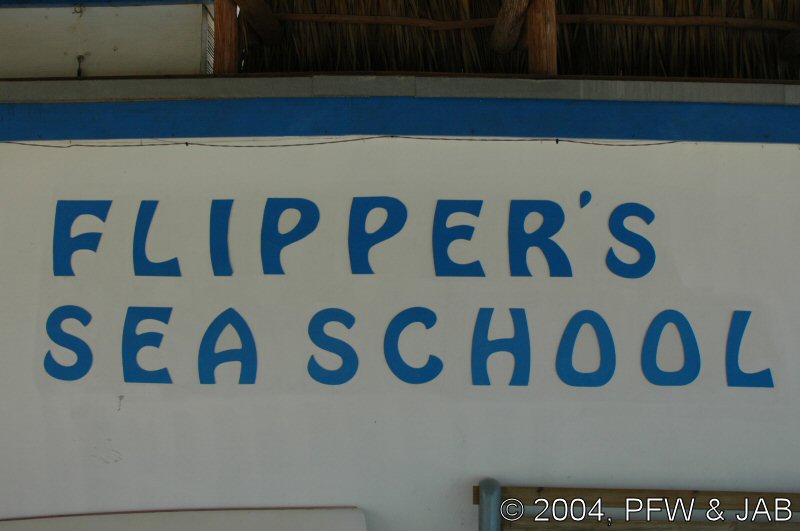 FLIPPER'S
SEA SCHOOL
© 2004, PFW & JAB